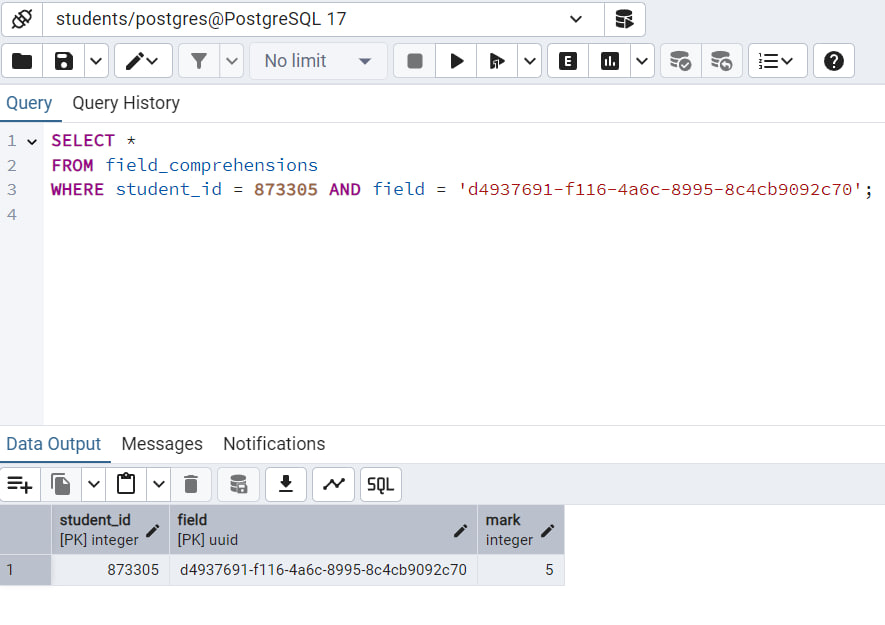 students/postgres@PostgreSQL 17
No limit
E
Query Query History
1 SELECT *
2 FROM field_comprehensions
3 WHERE student_id = 873305 AND field = 'd4937691-f116-4a6c-8995-8c4cb9092c70';
4
Data Output Messages Notifications
SQL
student_id field mark
[PK] integer [PK] uuid integer
1 873305 d4937691-f116-4a6c-8995-8c4cb9092c70 5